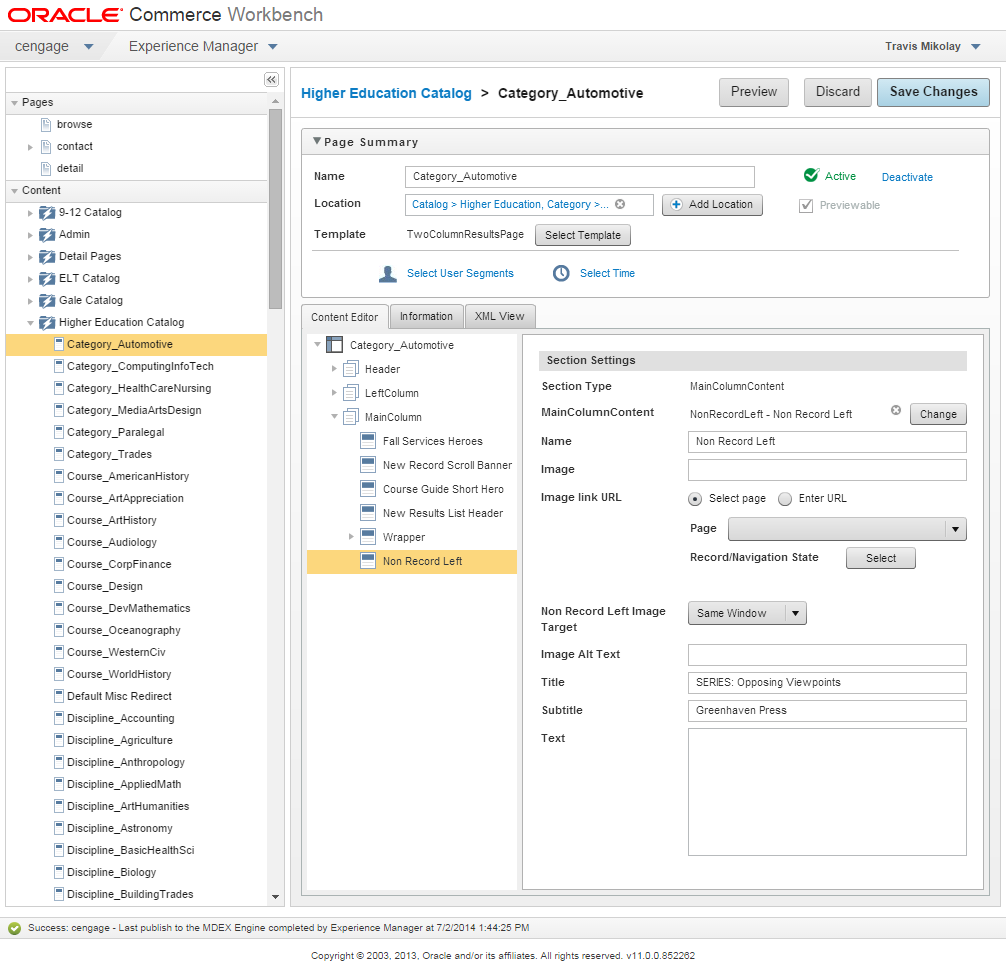 ORACLE Commerce Workbench
cengage Experience Manager Travis Mikolay
Pages
browse
contact
detail
Content
9-12 Catalog
Admin
Detail Pages
ELT Catalog
Gale Catalog
Higher Education Catalog
Category_Automotive
Category_ComputingInfoTech
Category_HealthCareNursing
Category_MediaArtsDesign
Category_Paralegal
Category_Trades
Course_AmericanHistory
Course_ArtAppreciation
Course_ArtHistory
Course_Audiology
Course_CorpFinance
Course_Design
Course_DevMathematics
Course_Oceanography
Course_WesternCiv
Course_WorldHistory
Default Misc Redirect
Discipline_Accounting
Discipline_Agriculture
Discipline_Anthropology
Discipline_AppliedMath
Discipline_ArtHumanities
Discipline_Astronomy
Discipline_BasicHealthSci
Discipline_Biology
Discipline_BuildingTrades
Higher Education Catalog > Category_Automotive Preview Discard Save Changes
Page Summary
Name Category_Automotive Active Deactivate
Location Catalog > Higher Education, Category >... Add Location Previewable
Template TwoColumnResultsPage Select Template
Select User Segments Select Time
Content Editor Information XML View
Category_Automotive
Header
LeftColumn
MainColumn
Fall Services Heroes
New Record Scroll Banner
Course Guide Short Hero
New Results List Header
Wrapper
Non Record Left
Section Settings
Section Type MainColumnContent
MainColumnContent NonRecordLeft - Non Record Left Change
Name Non Record Left
Image
Image link URL Select page Enter URL
Page
Record/Navigation State Select
Non Record Left Image
Target Same Window
Image Alt Text
Title SERIES: Opposing Viewpoints
Subtitle Greenhaven Press
Text
Success: cengage - Last publish to the MDEX Engine completed by Experience Manager at 7/2/2014 1:44:25 PM
Copyright © 2003, 2013, Oracle and/or its affiliates. All rights reserved. v11.0.0.852262